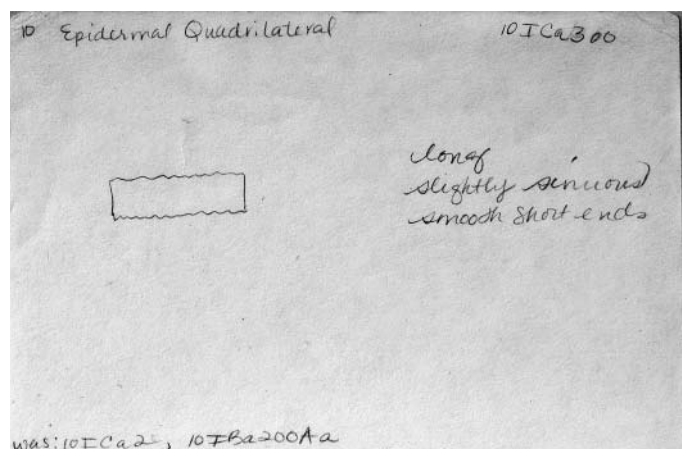 10 Epidermal Quadrilateral 10ICa300
long
slightly sinuous
smooth short ends
was: 10ICa2 , 10IBa200Aa